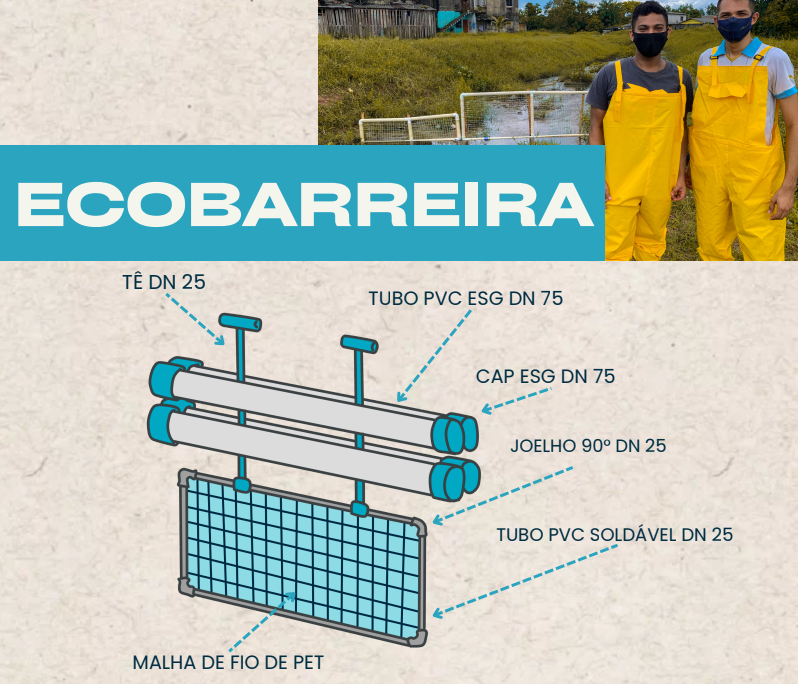 ECOBARREIRA
TÊ DN 25
TUBO PVC ESG DN 75
CAP ESG DN 75
JOELHO 90º DN 25
TUBO PVC SOLDÁVEL DN 25
MALHA DE FIO DE PET